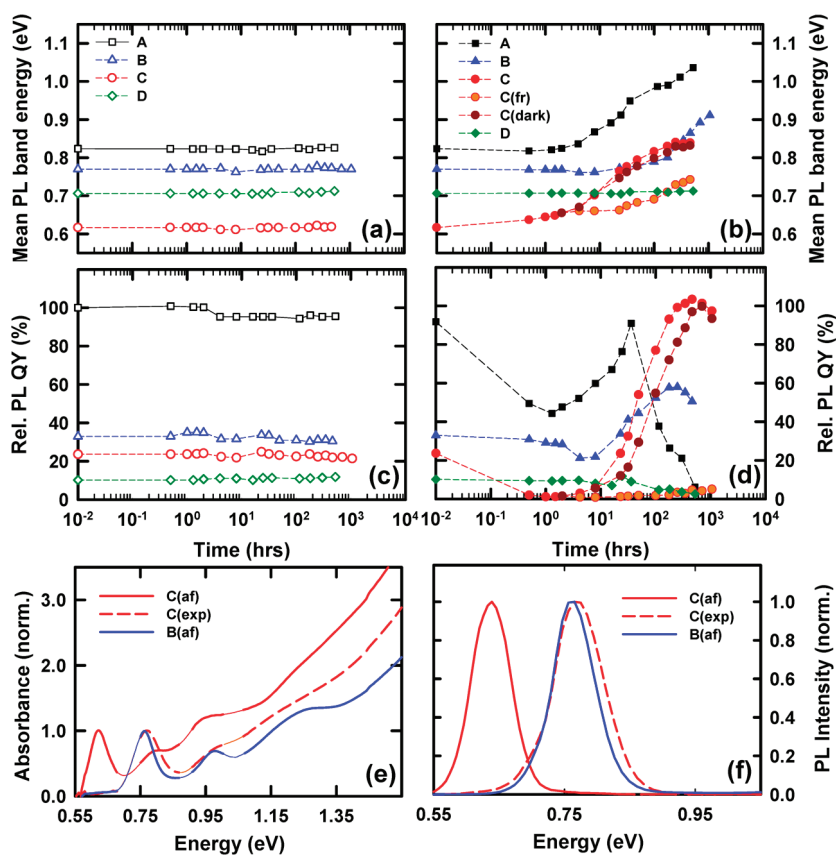 Mean PL band energy (eV)
1.1
1.0
0.9
0.8
0.7
0.6
A
B
C
D
(a)
A
B
C
C(fr)
C(dark)
D
(b)
1.1
1.0
0.9
0.8
0.7
0.6
Mean PL band energy (eV)
Rel. PL QY (%)
100
80
60
40
20
0
(c)
10-2 10-1 100 101 102 103 104
Time (hrs)
(d)
100
80
60
40
20
0
Rel. PL QY (%)
10-2 10-1 100 101 102 103 104
Time (hrs)
Absorbance (norm.)
3.0
2.0
1.0
0.0
C(af)
C(exp)
B(af)
(e)
0.55 0.75 0.95 1.15 1.35
Energy (eV)
C(af)
C(exp)
B(af)
(f)
1.0
0.8
0.6
0.4
0.2
0.0
PL Intensity (norm.)
0.55 0.75 0.95
Energy (eV)